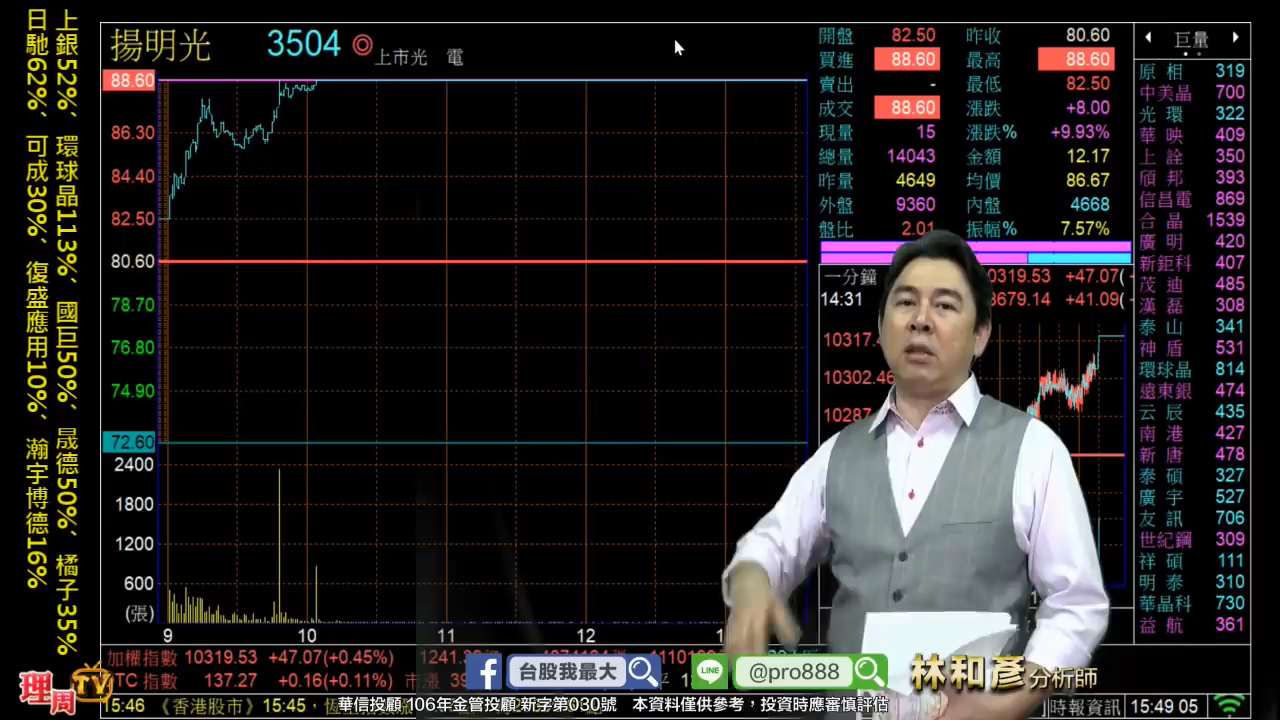 上銀52%、環球晶113%、國巨50%、晟德50%、橘子35%
日馳62%、可成30%、復盛應用10%、瀚宇博德16%
揚明光 3504 ◎上市光 電
88.60
86.30
84.40
82.50
80.60
78.70
76.80
74.90
72.60
2400
1800
1200
600
(張)
9 10 11 12
開盤 82.50 昨收 80.60
買進 88.60 最高 88.60
賣出 - 最低 82.50
成交 88.60 漲跌 +8.00
現量 15 漲跌% +9.93%
總量 14043 金額 12.17
昨量 4649 均價 86.67
外盤 9360 內盤 4668
盤比 2.01 振幅% 7.57%
一分鐘 0319.53 +47.07(
14:31 679.14 +41.09(
10317.
10302.46
10287
巨量
原相 319
中美晶 700
光環 322
華映 409
上詮 350
頎邦 393
信昌電 869
合晶 1539
廣明 420
新鉅科 407
茂迪 485
漢磊 308
泰山 341
神盾 531
環球晶 814
遠東銀 474
云辰 435
南港 427
新唐 478
泰碩 327
廣宇 527
友訊 706
世紀鋼 309
祥碩 111
明泰 310
華晶科 730
益航 361
加權指數 10319.53 +47.07(+0.45%) 1241.3
TC 指數 137.27 +0.16(+0.11%) 市漲
台股我最大
LINE @pro888
林和彥 分析師
理周TV
15:46 《香港股市》 15:45,
華信投顧 106年金管投顧新字第030號 本資料僅供參考，投資時應審慎評估
時報資訊 15:49 05